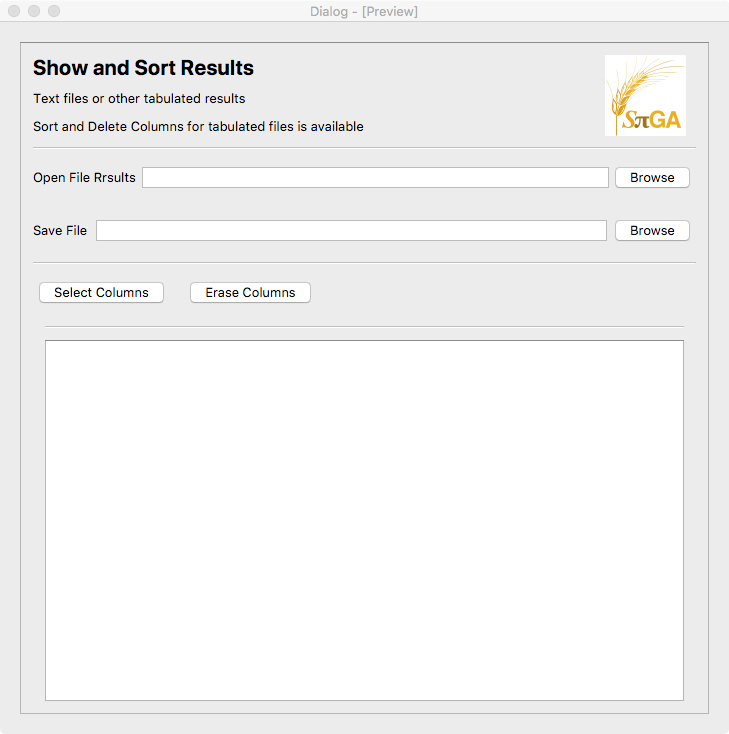 Dialog - [Preview]
Show and Sort Results
Text files or other tabulated results
Sort and Delete Columns for tabulated files is available
SπGA
Open File Rrsults
Browse
Save File
Browse
Select Columns
Erase Columns